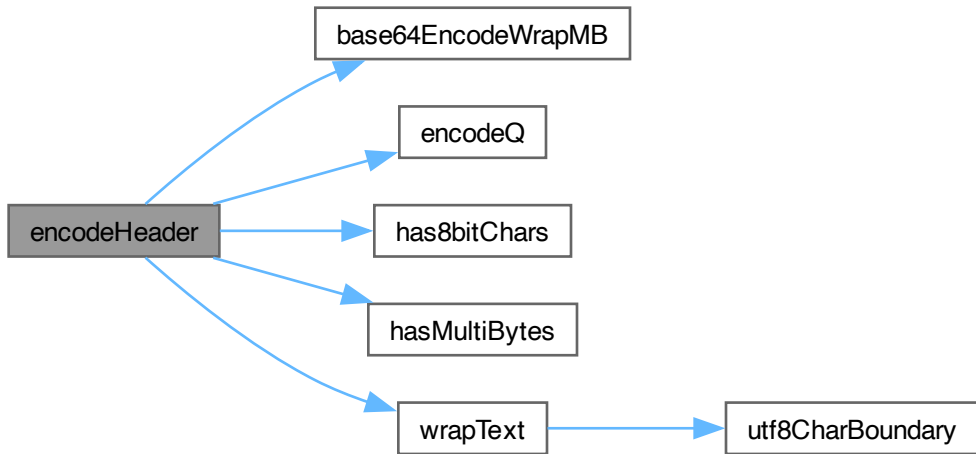 base64EncodeWrapMB
encodeQ
encodeHeader
has8bitChars
hasMultiBytes
wrapText
utf8CharBoundary